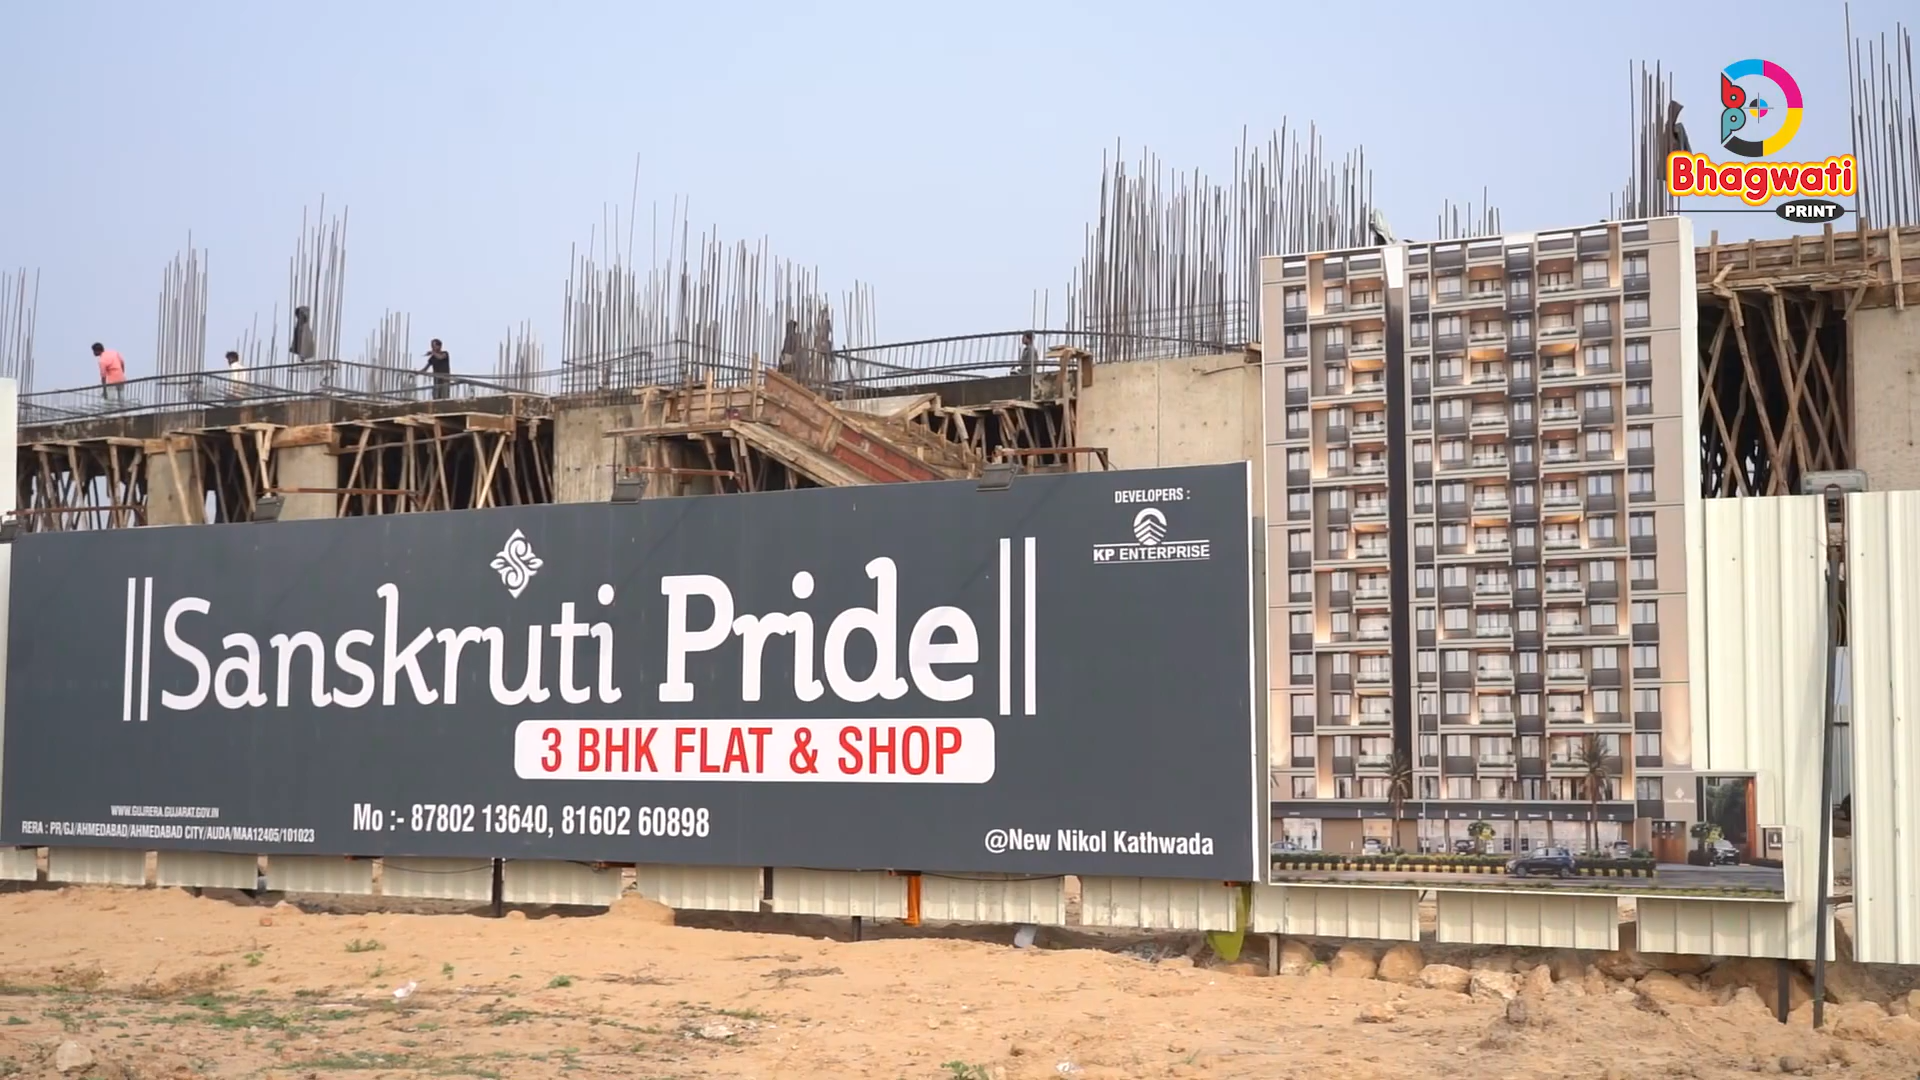 bp
Bhagwati
PRINT
DEVELOPERS :
KP ENTERPRISE
||Sanskruti Pride||
3 BHK FLAT & SHOP
WWW.GUJRERA.GUJARAT.GOV.IN
RERA : PR/GJ/AHMEDABAD/AHMEDABAD CITY/AUDA/MAA12405/101023
Mo :- 87802 13640, 81602 60898
@New Nikol Kathwada